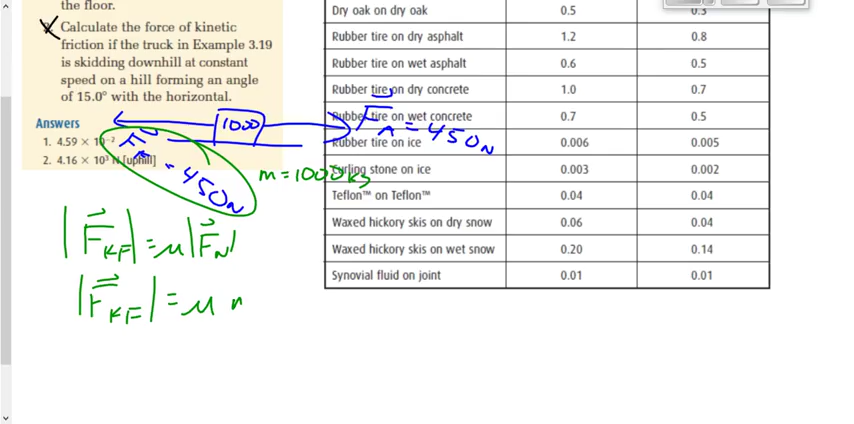 the floor.
2. Calculate the force of kinetic
friction if the truck in Example 3.19
is skidding downhill at constant
speed on a hill forming an angle
of 15.0° with the horizontal.
Answers
1. 4.59 × 10⁻²
2. 4.16 × 10³ N [uphill]
Dry oak on dry oak 0.5 0.3
Rubber tire on dry asphalt 1.2 0.8
Rubber tire on wet asphalt 0.6 0.5
Rubber tire on dry concrete 1.0 0.7
Rubber tire on wet concrete 0.7 0.5
Rubber tire on ice 0.006 0.005
Curling stone on ice 0.003 0.002
Teflon™ on Teflon™ 0.04 0.04
Waxed hickory skis on dry snow 0.06 0.04
Waxed hickory skis on wet snow 0.20 0.14
Synovial fluid on joint 0.01 0.01
1000
F⃗A = 450N
= 450N
m = 1000kg
|F⃗KF| = μ|F⃗N|
|F⃗KF| = μ